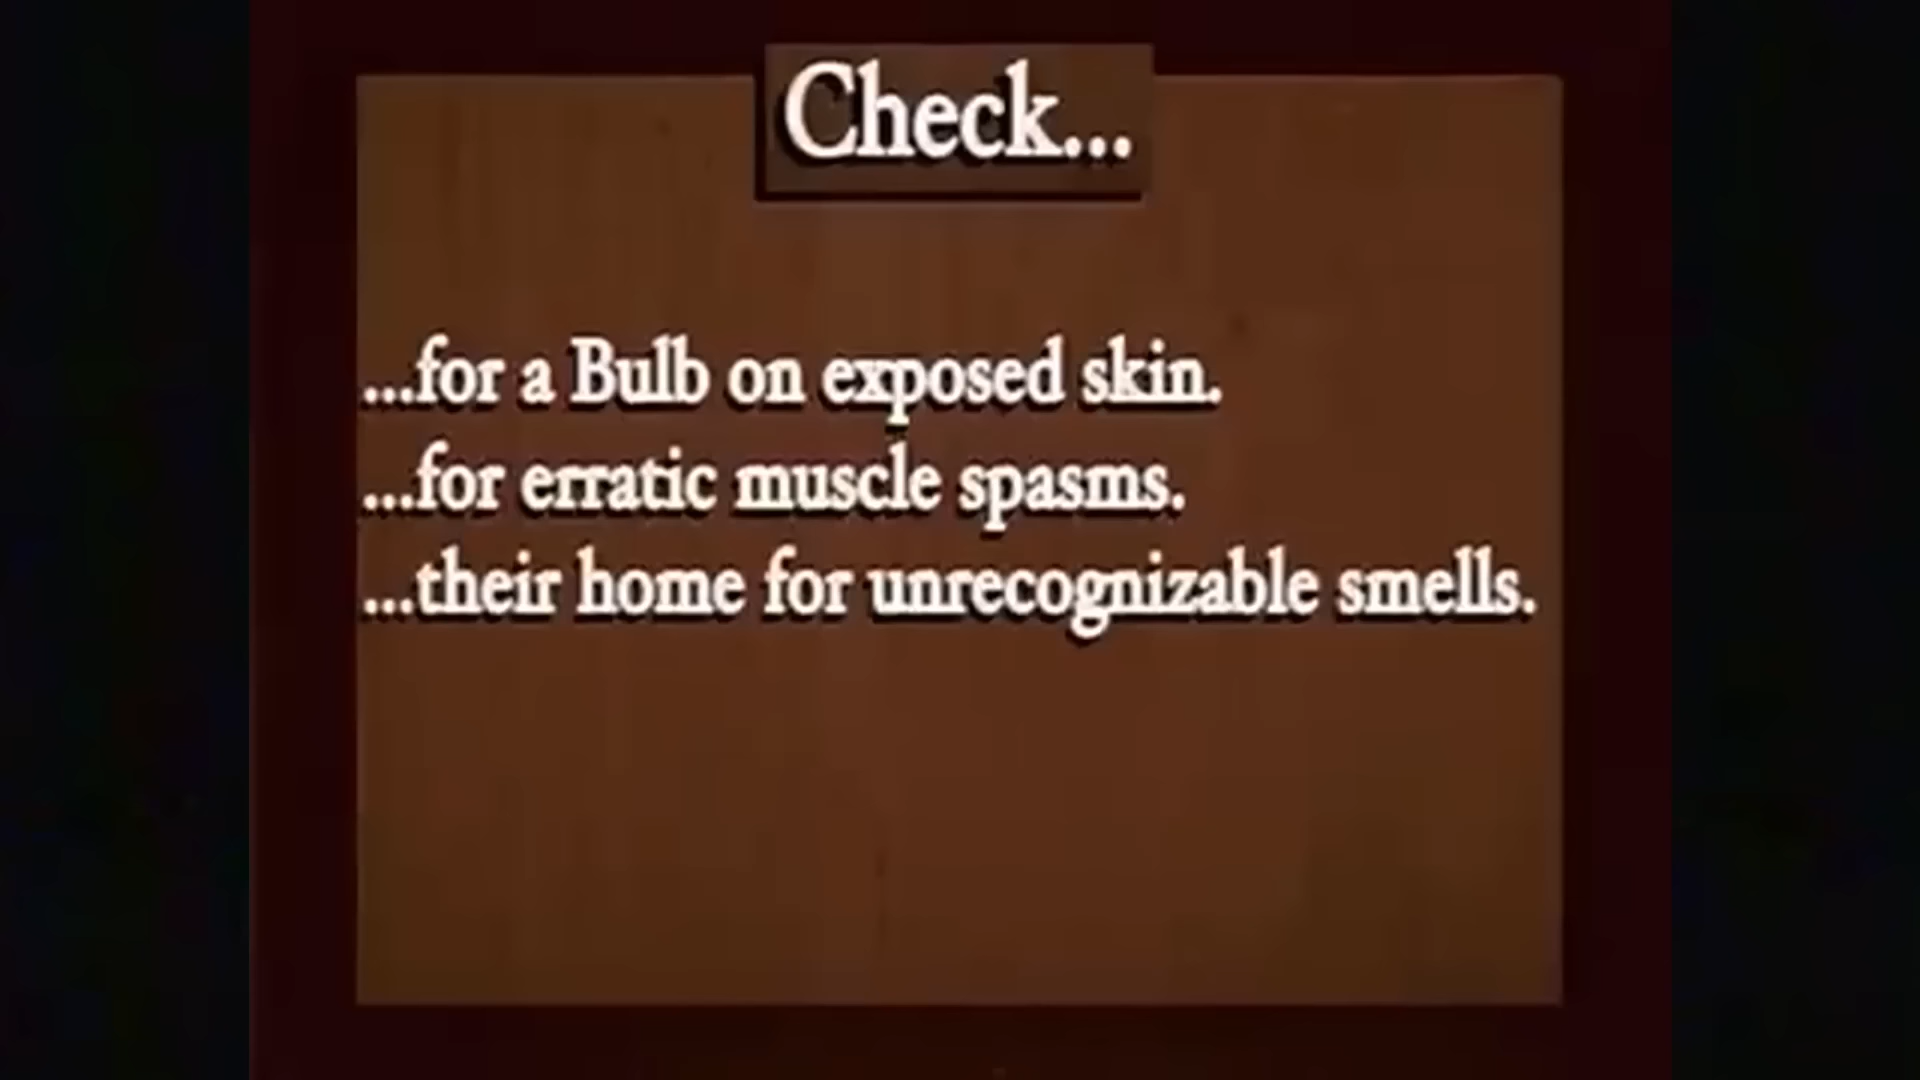 Check...
...for a Bulb on exposed skin.
...for erratic muscle spasms.
...their home for unrecognizable smells.